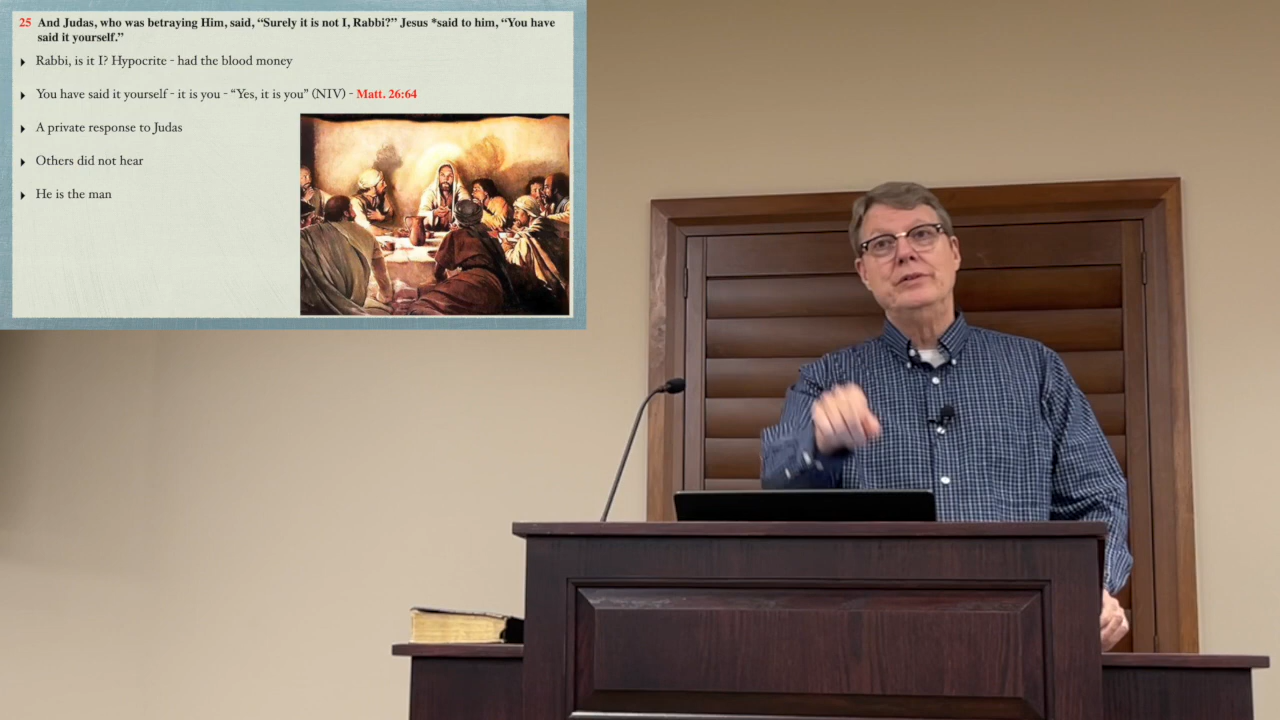 25 And Judas, who was betraying Him, said, “Surely it is not I, Rabbi?” Jesus *said to him, “You have
said it yourself.”
Rabbi, is it I? Hypocrite - had the blood money
You have said it yourself - it is you - “Yes, it is you” (NIV) - Matt. 26:64
A private response to Judas
Others did not hear
He is the man